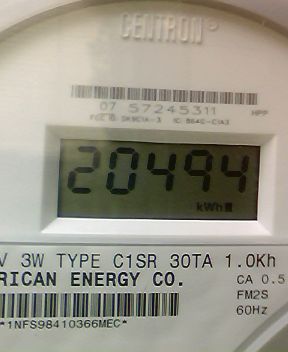 CENTRON®
07 57245311 HPP
20494
kWh
V 3W TYPE C1SR 30TA 1.0Kh
RICAN ENERGY CO. CA 0.5
FM2S
*1NFS98410366MEC* 60Hz